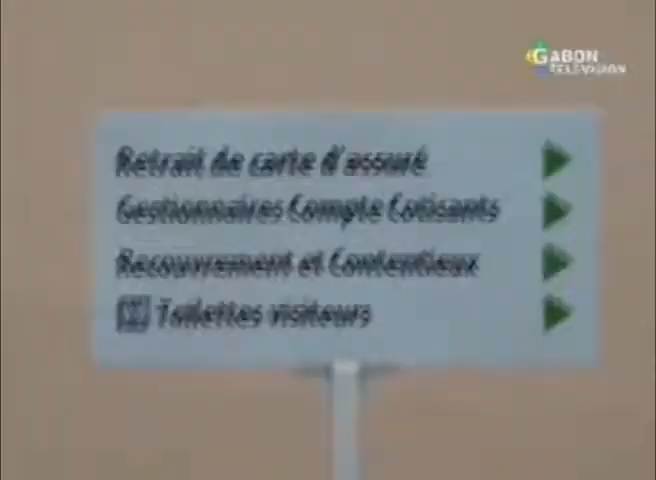 GABON
TELEVISION
Retrait de carte d'assuré
Gestionnaires Compte Cotisants
Recouvrement et Contentieux
Toilettes visiteurs